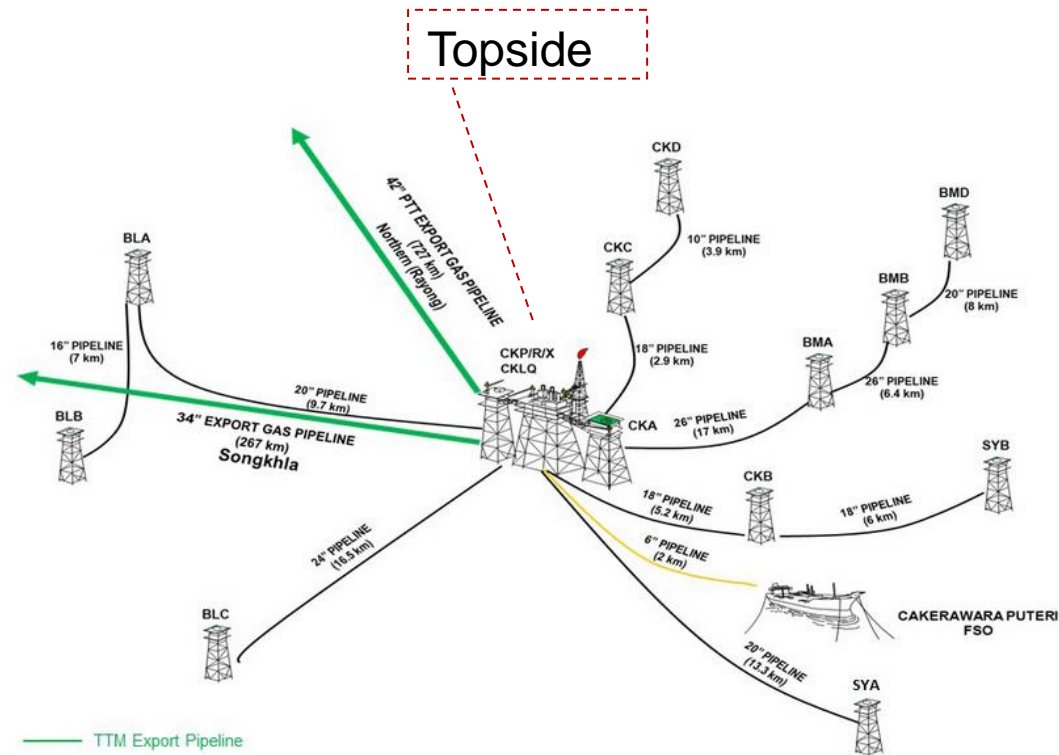 Topside
CKD
BMD
42" PTT EXPORT GAS PIPELINE
(727 km)
Northern (Rayong)
10" PIPELINE
(3.9 km)
BLA
CKC
BMB
20" PIPELINE
(8 km)
16" PIPELINE
(7 km)
18" PIPELINE
(2.9 km)
BMA
CKP/R/X
CKLQ
26" PIPELINE
(6.4 km)
20" PIPELINE
(9.7 km)
BLB
34" EXPORT GAS PIPELINE
(267 km)
Songkhla
CKA
26" PIPELINE
(17 km)
SYB
CKB
18" PIPELINE
(5.2 km)
18" PIPELINE
(6 km)
24" PIPELINE
(16.5 km)
6" PIPELINE
(2 km)
BLC
CAKERAWARA PUTERI
FSO
20" PIPELINE
(13.3 km)
SYA
TTM Export Pipeline